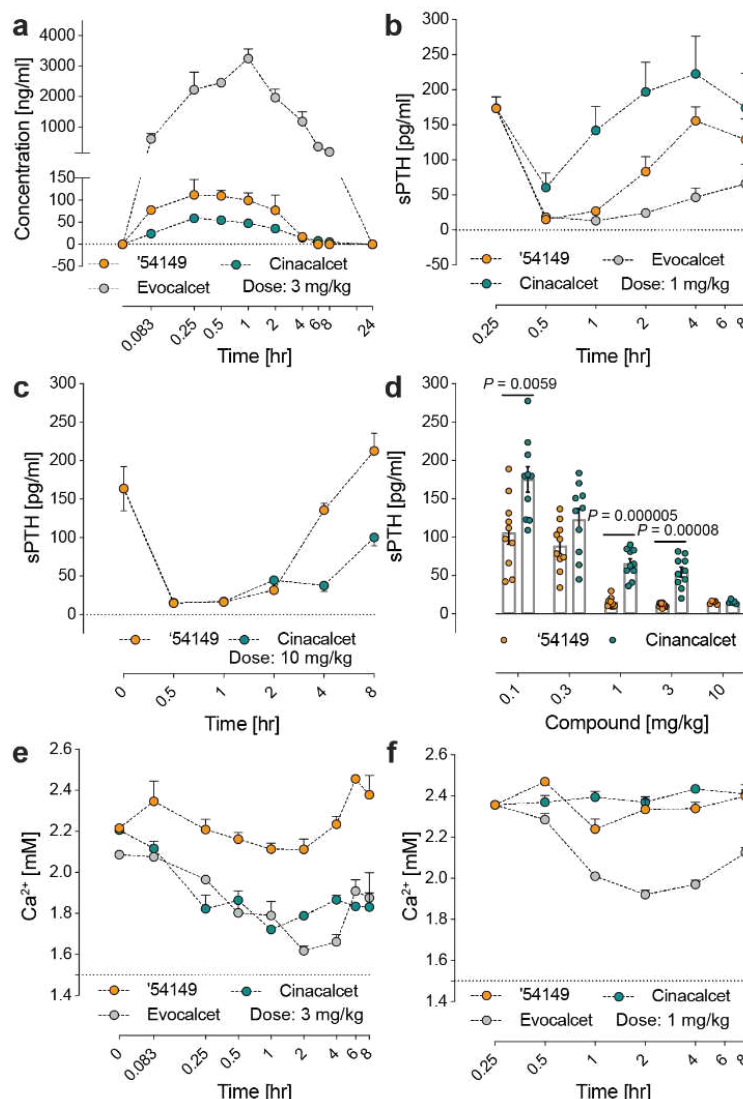 a
Concentration [ng/ml]
4000
3000
2000
1000
150
100
50
0
-50
'54149
Cinacalcet
Evocalcet
Dose: 3 mg/kg
0.083
0.25
0.5
1
2
4
6
8
24
Time [hr]
b
sPTH [pg/ml]
300
250
200
150
100
50
0
50
'54149
Evocalcet
Cinacalcet
Dose: 1 mg/kg
0.25
0.5
1
2
4
6
8
Time [hr]
c
sPTH [pg/ml]
300
250
200
150
100
50
0
'54149
Cinacalcet
Dose: 10 mg/kg
0
0.5
1
2
4
8
Time [hr]
d
sPTH [pg/ml]
300
250
200
150
100
50
0
P = 0.0059
P = 0.000005
P = 0.00008
'54149
Cinancalcet
0.1
0.3
1
3
10
Compound [mg/kg]
e
Ca²⁺ [mM]
2.6
2.4
2.2
2.0
1.8
1.6
1.4
'54149
Cinacalcet
Evocalcet
Dose: 3 mg/kg
0
0.083
0.25
0.5
1
2
4
6
8
Time [hr]
f
Ca²⁺ [mM]
2.6
2.4
2.2
2.0
1.8
1.6
1.4
'54149
Cinacalcet
Evocalcet
Dose: 1 mg/kg
0.25
0.5
1
2
4
6
8
Time [hr]